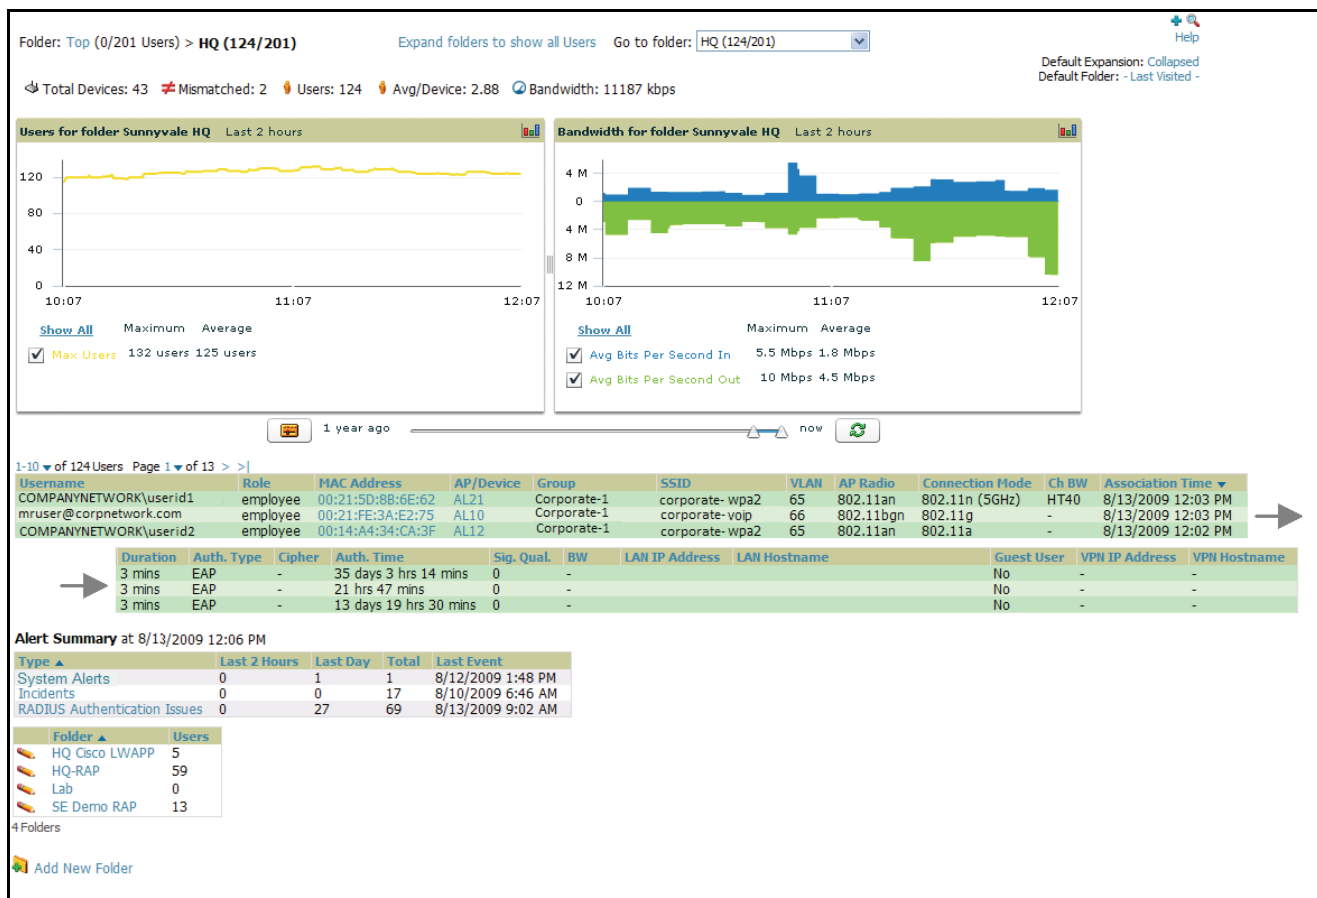 Help
Folder: Top (0/201 Users) > HQ (124/201) Expand folders to show all Users Go to folder: HQ (124/201)
Default Expansion: Collapsed
Default Folder: - Last Visited -
Total Devices: 43 Mismatched: 2 Users: 124 Avg/Device: 2.88 Bandwidth: 11187 kbps
Users for folder Sunnyvale HQ Last 2 hours
120
80
40
0
10:07 11:07 12:07
Show All Maximum Average
Max Users 132 users 125 users
Bandwidth for folder Sunnyvale HQ Last 2 hours
4 M
0
4 M
8 M
12 M
10:07 11:07 12:07
Show All Maximum Average
Avg Bits Per Second In 5.5 Mbps 1.8 Mbps
Avg Bits Per Second Out 10 Mbps 4.5 Mbps
1 year ago now
1-10 of 124 Users Page 1 of 13 > >|
Username Role MAC Address AP/Device Group SSID VLAN AP Radio Connection Mode Ch BW Association Time
COMPANYNETWORK\userid1 employee 00:21:5D:8B:6E:62 AL21 Corporate-1 corporate-wpa2 65 802.11an 802.11n (5GHz) HT40 8/13/2009 12:03 PM
mruser@corpnetwork.com employee 00:21:FE:3A:E2:75 AL10 Corporate-1 corporate-voip 66 802.11bgn 802.11g - 8/13/2009 12:03 PM
COMPANYNETWORK\userid2 employee 00:14:A4:34:CA:3F AL12 Corporate-1 corporate-wpa2 65 802.11an 802.11a - 8/13/2009 12:02 PM
Duration Auth. Type Cipher Auth. Time Sig. Qual. BW LAN IP Address LAN Hostname Guest User VPN IP Address VPN Hostname
3 mins EAP - 35 days 3 hrs 14 mins 0 - No - -
3 mins EAP - 21 hrs 47 mins 0 - No - -
3 mins EAP - 13 days 19 hrs 30 mins 0 - No - -
Alert Summary at 8/13/2009 12:06 PM
Type Last 2 Hours Last Day Total Last Event
System Alerts 0 1 1 8/12/2009 1:48 PM
Incidents 0 0 17 8/10/2009 6:46 AM
RADIUS Authentication Issues 0 27 69 8/13/2009 9:02 AM
Folder Users
HQ Cisco LWAPP 5
HQ-RAP 59
Lab 0
SE Demo RAP 13
4 Folders
Add New Folder